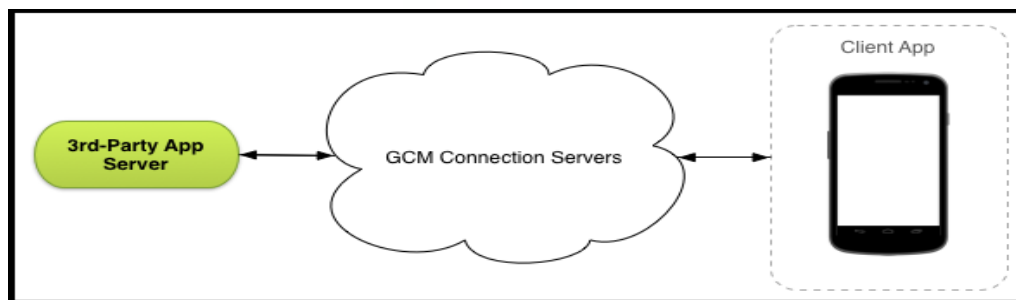 Client App
3rd-Party App
Server
GCM Connection Servers